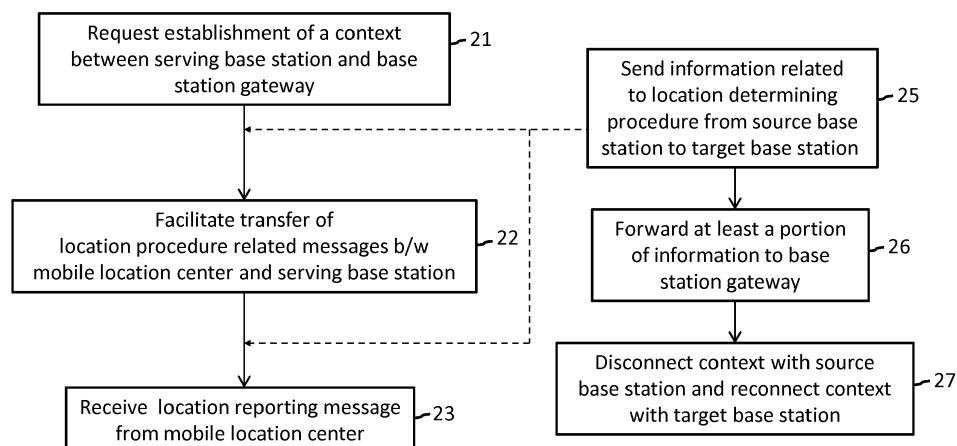 Request establishment of a context
between serving base station and base
station gateway
21
Facilitate transfer of
location procedure related messages b/w
mobile location center and serving base station
22
Receive location reporting message
from mobile location center
23
Send information related
to location determining
procedure from source base
station to target base station
25
Forward at least a portion
of information to base
station gateway
26
Disconnect context with source
base station and reconnect context
with target base station
27